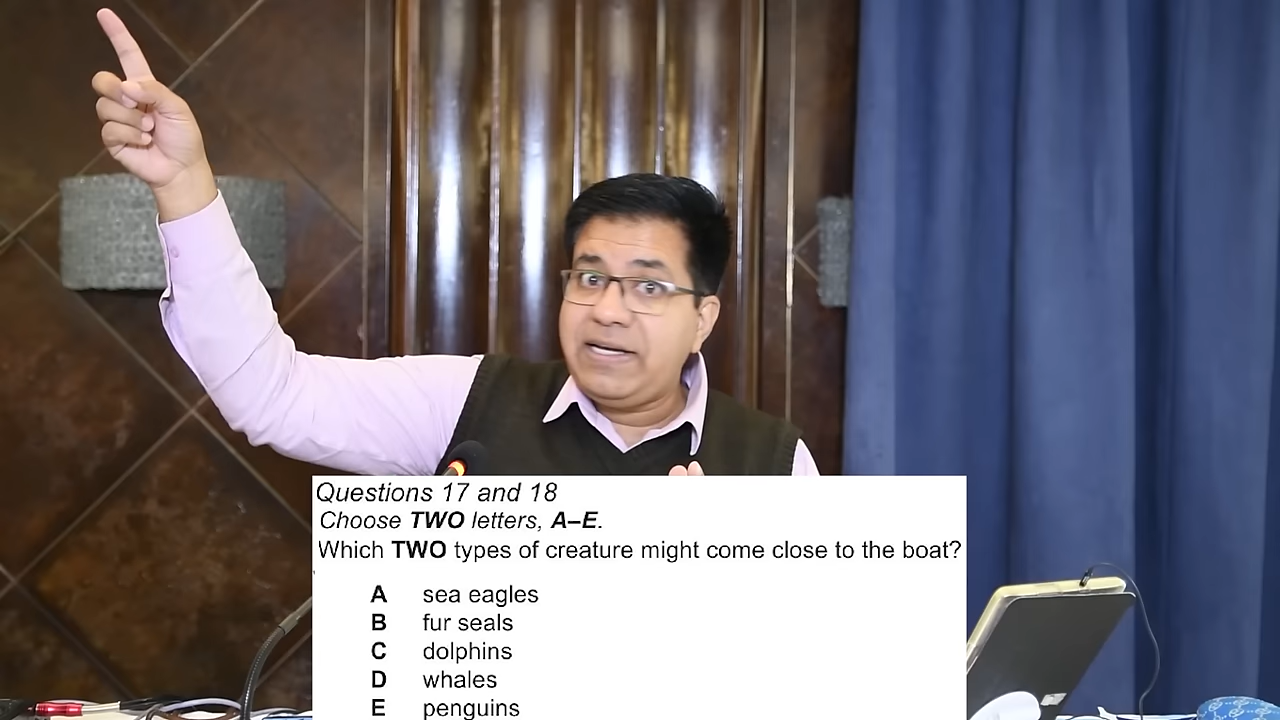 Questions 17 and 18
Choose TWO letters, A–E.
Which TWO types of creature might come close to the boat?
A sea eagles
B fur seals
C dolphins
D whales
E penguins